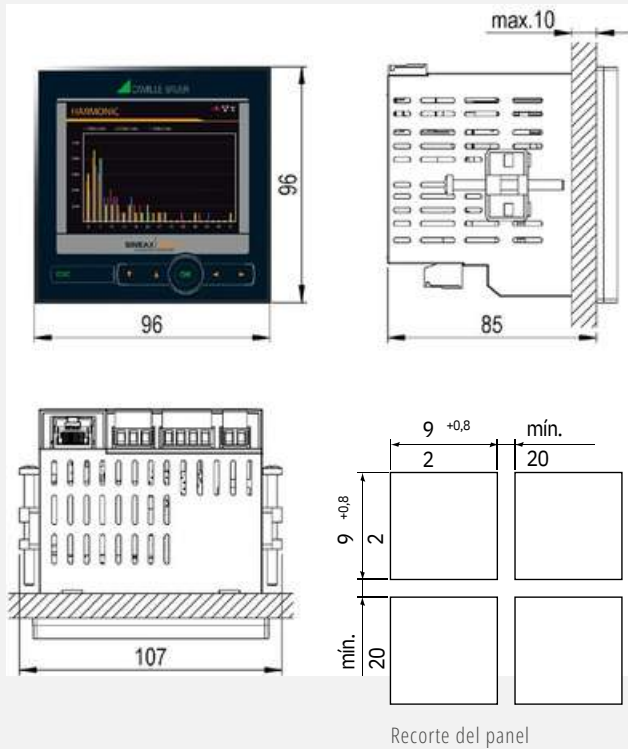 max.10
CAMILLE BAUER
HARMONIC
96
SINEAX
ESC
OK
96
85
9 +0,8
2
mín.
20
9 +0,8
2
mín.
20
107
Recorte del panel